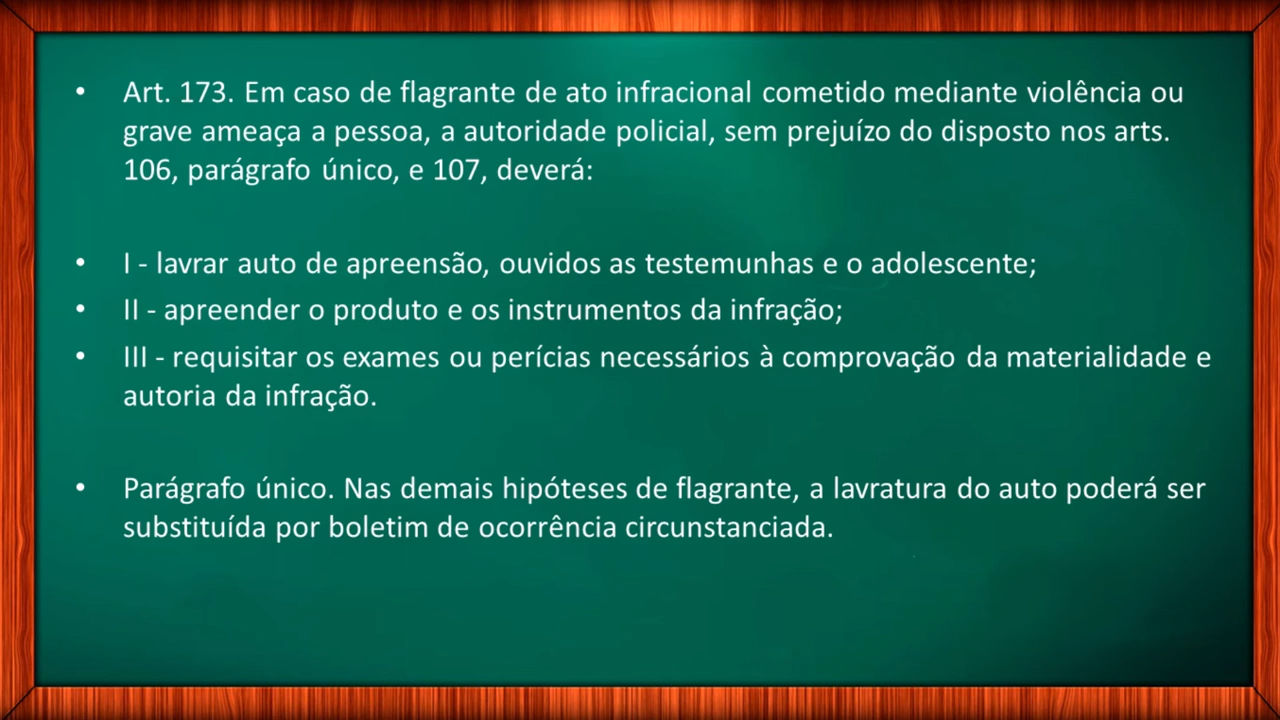 • Art. 173. Em caso de flagrante de ato infracional cometido mediante violência ou
grave ameaça a pessoa, a autoridade policial, sem prejuízo do disposto nos arts.
106, parágrafo único, e 107, deverá:
• I - lavrar auto de apreensão, ouvidos as testemunhas e o adolescente;
• II - apreender o produto e os instrumentos da infração;
• III - requisitar os exames ou perícias necessários à comprovação da materialidade e
autoria da infração.
• Parágrafo único. Nas demais hipóteses de flagrante, a lavratura do auto poderá ser
substituída por boletim de ocorrência circunstanciada.